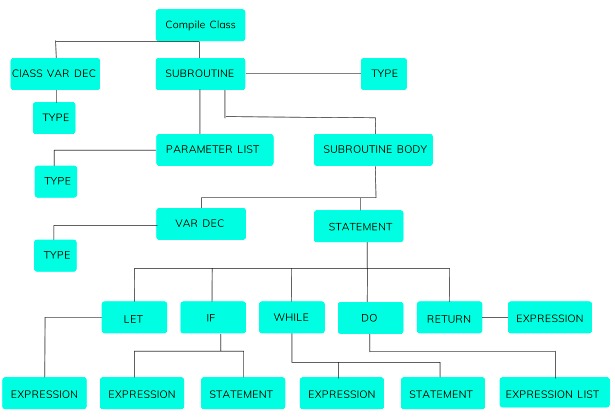 Compile Class
ClASS VAR DEC
SUBROUTINE
TYPE
TYPE
PARAMETER LIST
SUBROUTINE BODY
TYPE
VAR DEC
STATEMENT
TYPE
LET
IF
WHILE
DO
RETURN
EXPRESSION
EXPRESSION
EXPRESSION
STATEMENT
EXPRESSION
STATEMENT
EXPRESSION LIST